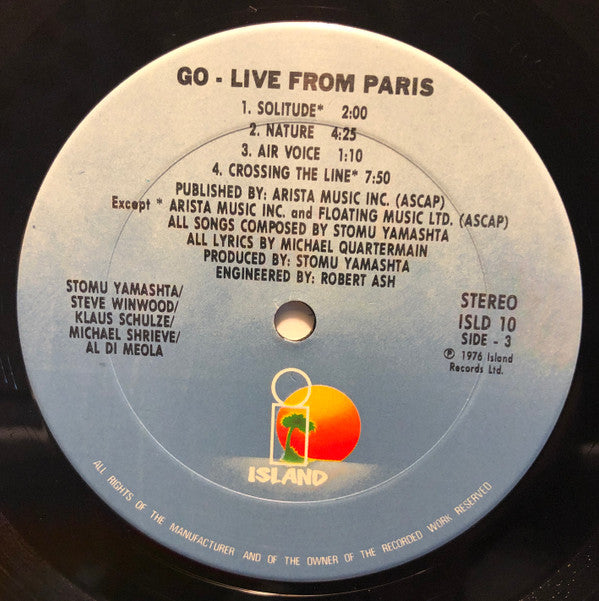 GO - LIVE FROM PARIS
1. SOLITUDE* 2:00
2. NATURE 4:25
3. AIR VOICE 1:10
4. CROSSING THE LINE* 7:50
PUBLISHED BY: ARISTA MUSIC INC. (ASCAP)
Except * ARISTA MUSIC INC. and FLOATING MUSIC LTD. (ASCAP)
ALL SONGS COMPOSED BY STOMU YAMASHTA
ALL LYRICS BY MICHAEL QUARTERMAIN
PRODUCED BY: STOMU YAMASHTA
ENGINEERED BY: ROBERT ASH
STOMU YAMASHTA/
STEVE WINWOOD/
KLAUS SCHULZE/
MICHAEL SHRIEVE/
AL DI MEOLA
STEREO
ISLD 10
SIDE - 3
℗ 1976 Island
Records Ltd.
i
ISLAND
ALL RIGHTS OF THE MANUFACTURER AND OF THE OWNER OF THE RECORDED WORK RESERVED